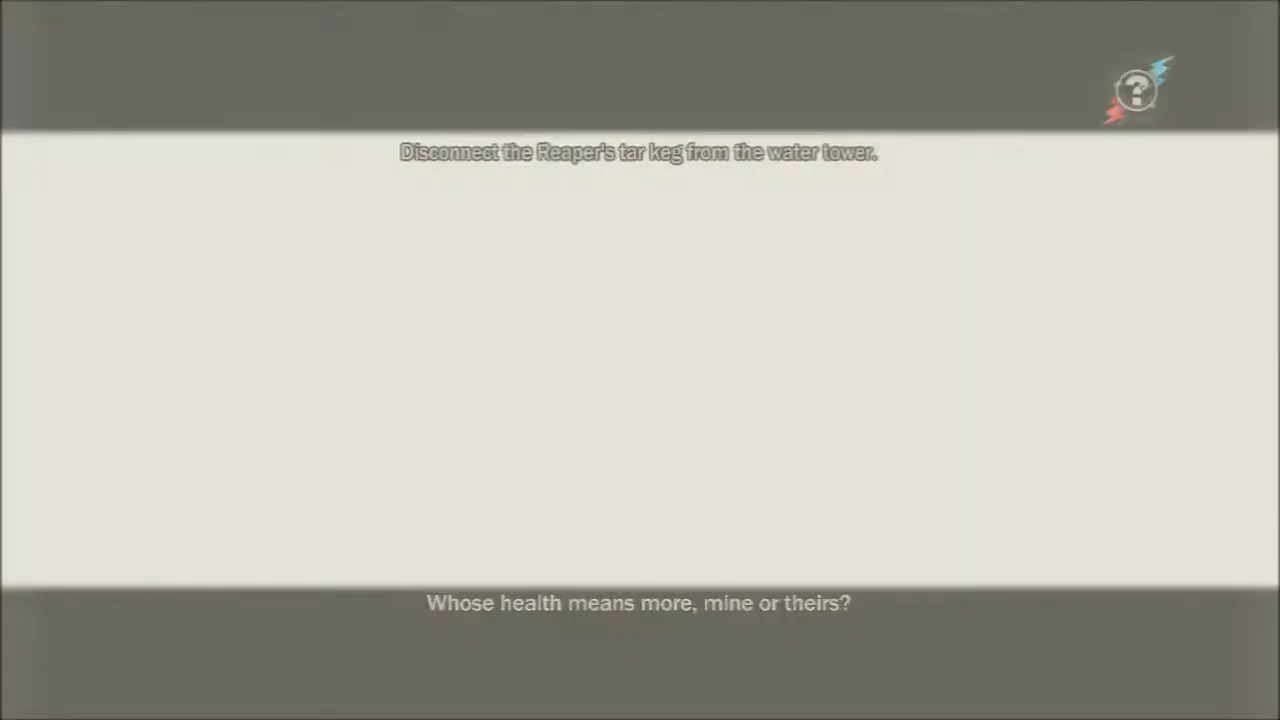 ?
Disconnect the Reaper's tar keg from the water tower.
Whose health means more, mine or theirs?